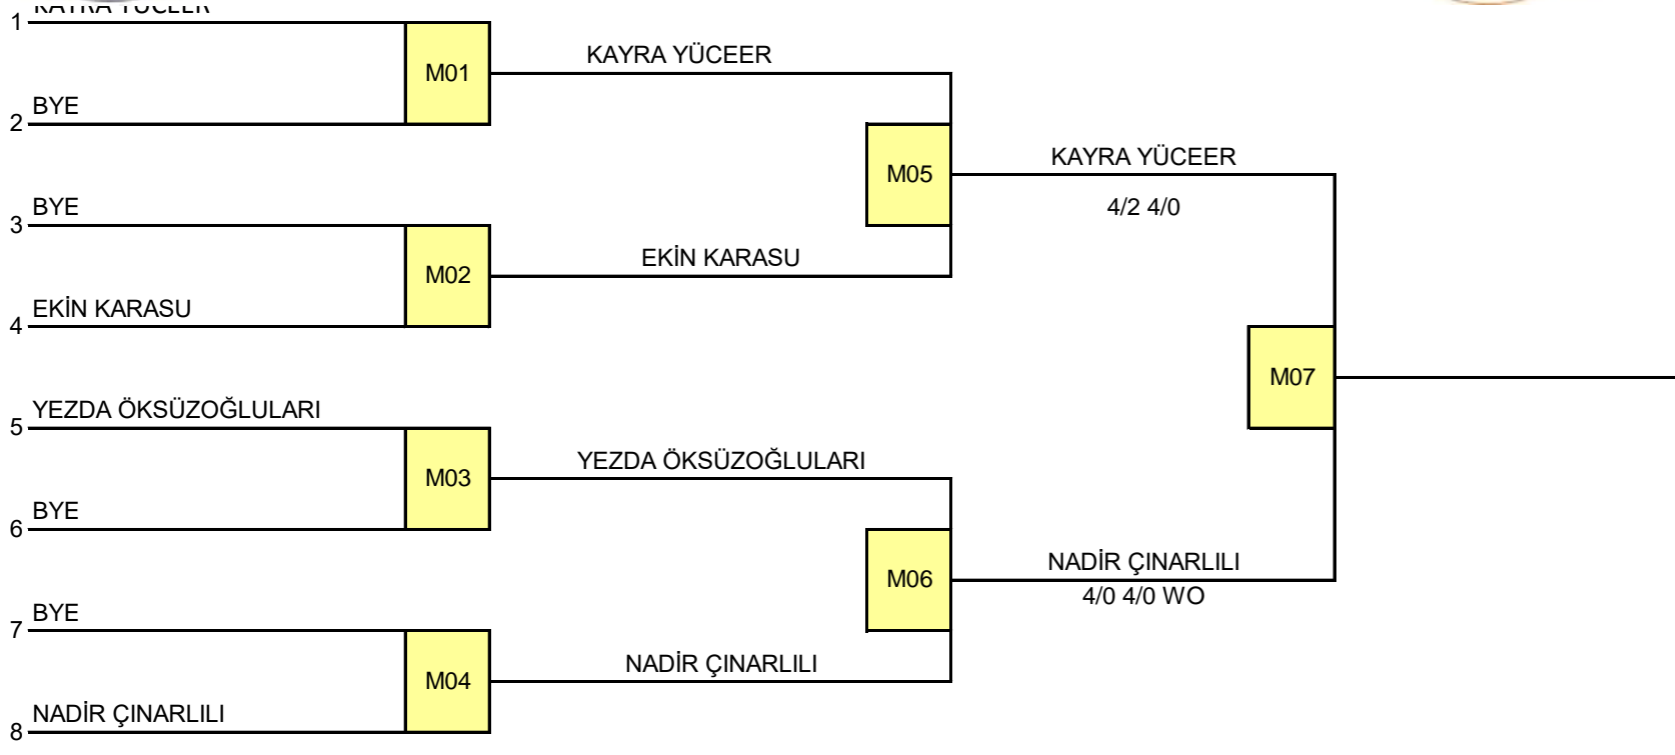 1 KAYRA YÜCEER
2 BYE
M01
KAYRA YÜCEER
3 BYE
4 EKİN KARASU
M02
EKİN KARASU
M05
KAYRA YÜCEER
4/2 4/0
5 YEZDA ÖKSÜZOĞLULARI
6 BYE
M03
YEZDA ÖKSÜZOĞLULARI
7 BYE
8 NADİR ÇINARLILI
M04
NADİR ÇINARLILI
M06
NADİR ÇINARLILI
4/0 4/0 WO
M07